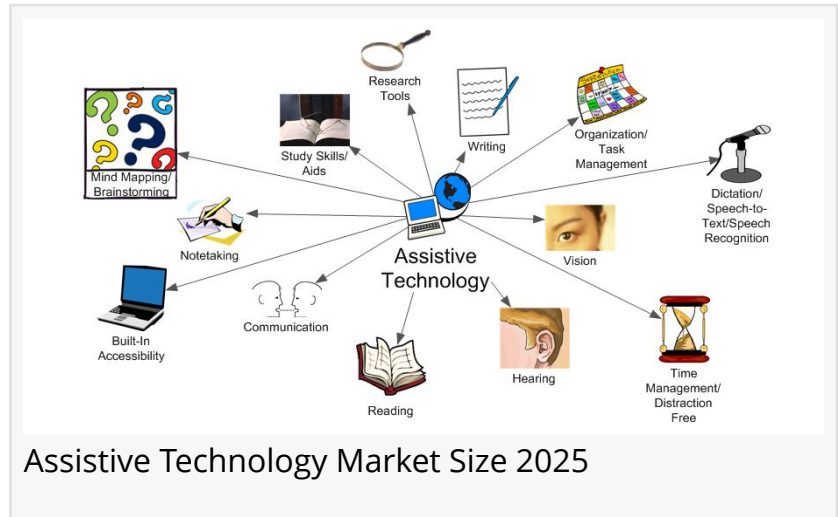 Research
Tools
Writing
Organization/
Task
Management
Study Skills/
Aids
Mind Mapping/
Brainstorming
Dictation/
Speech-to-
Text/Speech
Recognition
Notetaking
Assistive
Technology
Vision
Built-In
Accessibility
Communication
Reading
Hearing
Time
Management/
Distraction
Free
Assistive Technology Market Size 2025